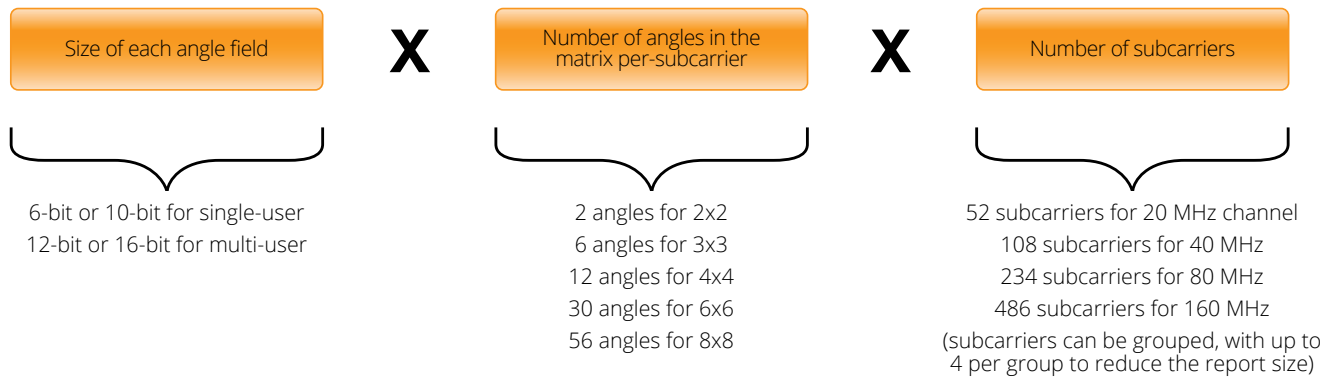 Size of each angle field
X
Number of angles in the
matrix per-subcarrier
X
Number of subcarriers
6-bit or 10-bit for single-user
12-bit or 16-bit for multi-user
2 angles for 2x2
6 angles for 3x3
12 angles for 4x4
30 angles for 6x6
56 angles for 8x8
52 subcarriers for 20 MHz channel
108 subcarriers for 40 MHz
234 subcarriers for 80 MHz
486 subcarriers for 160 MHz
(subcarriers can be grouped, with up to
4 per group to reduce the report size)